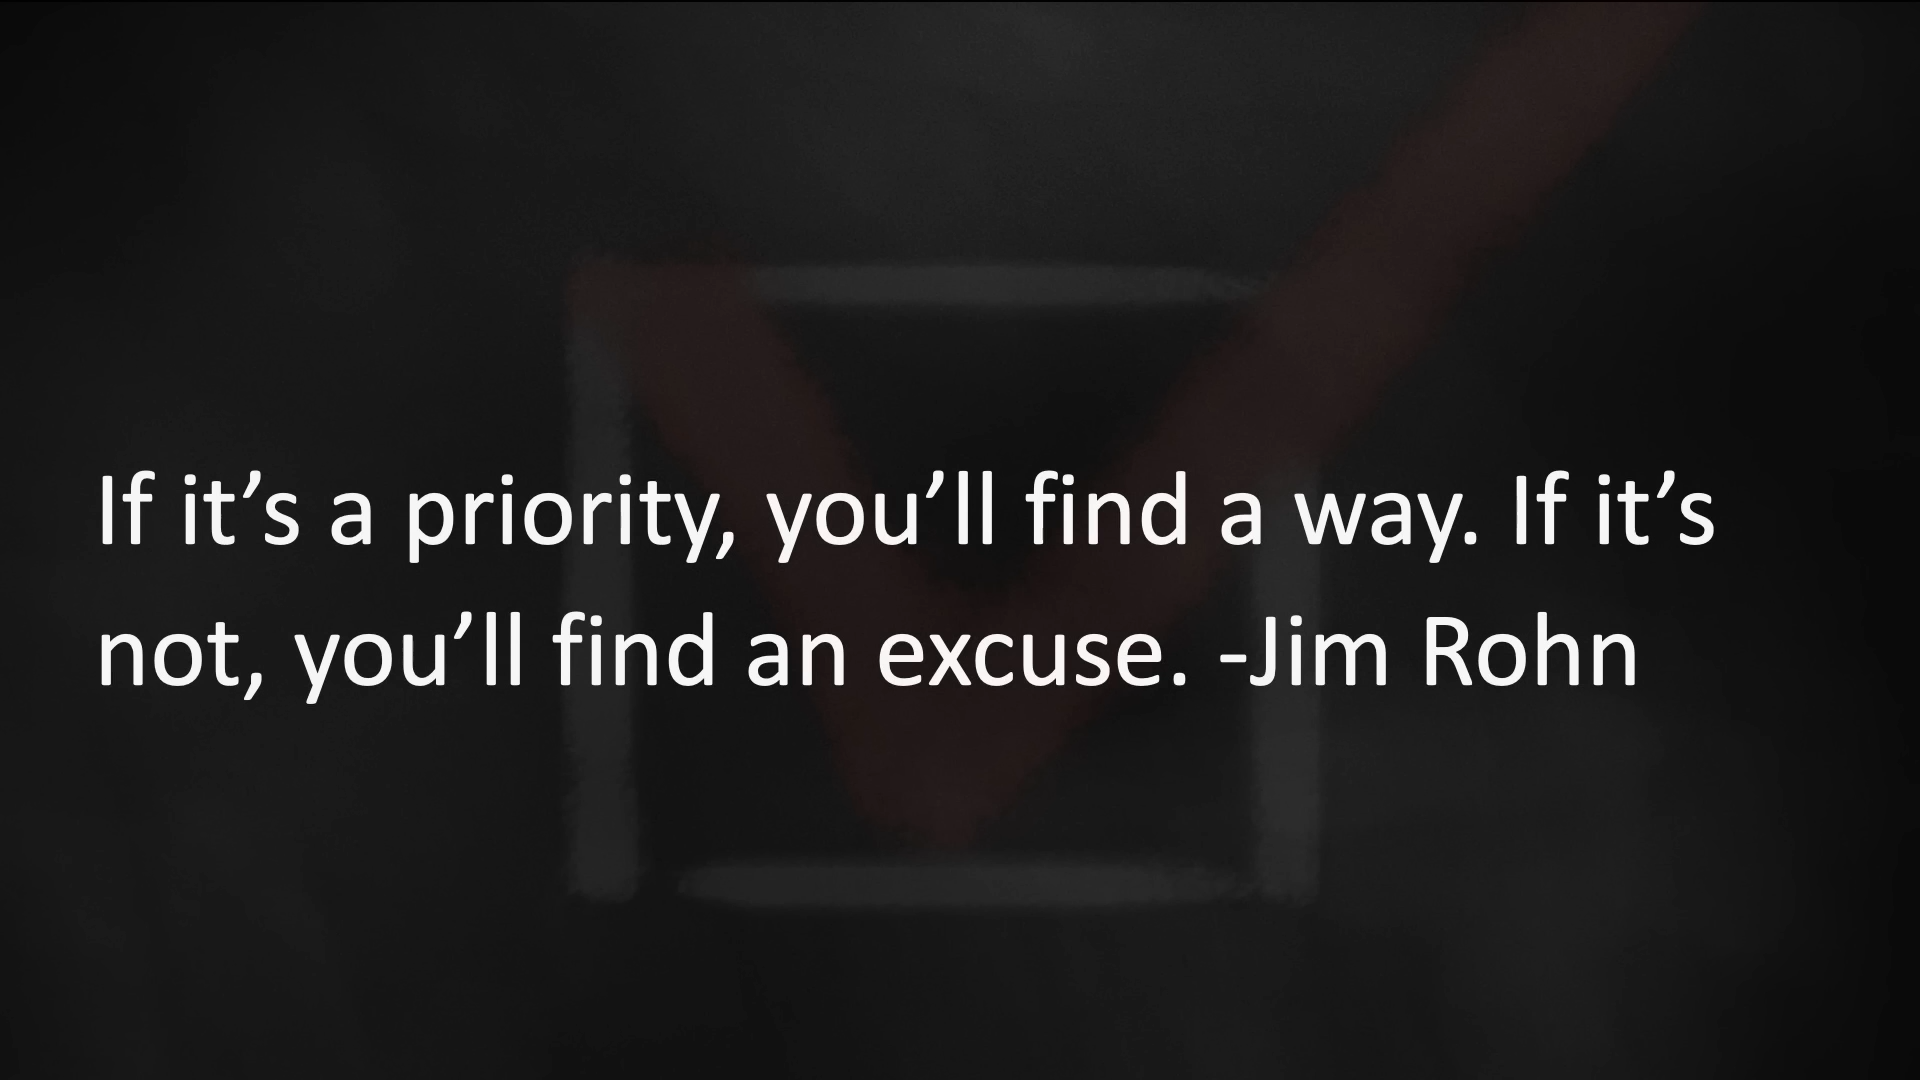 If it’s a priority, you’ll find a way. If it’s
not, you’ll find an excuse. -Jim Rohn